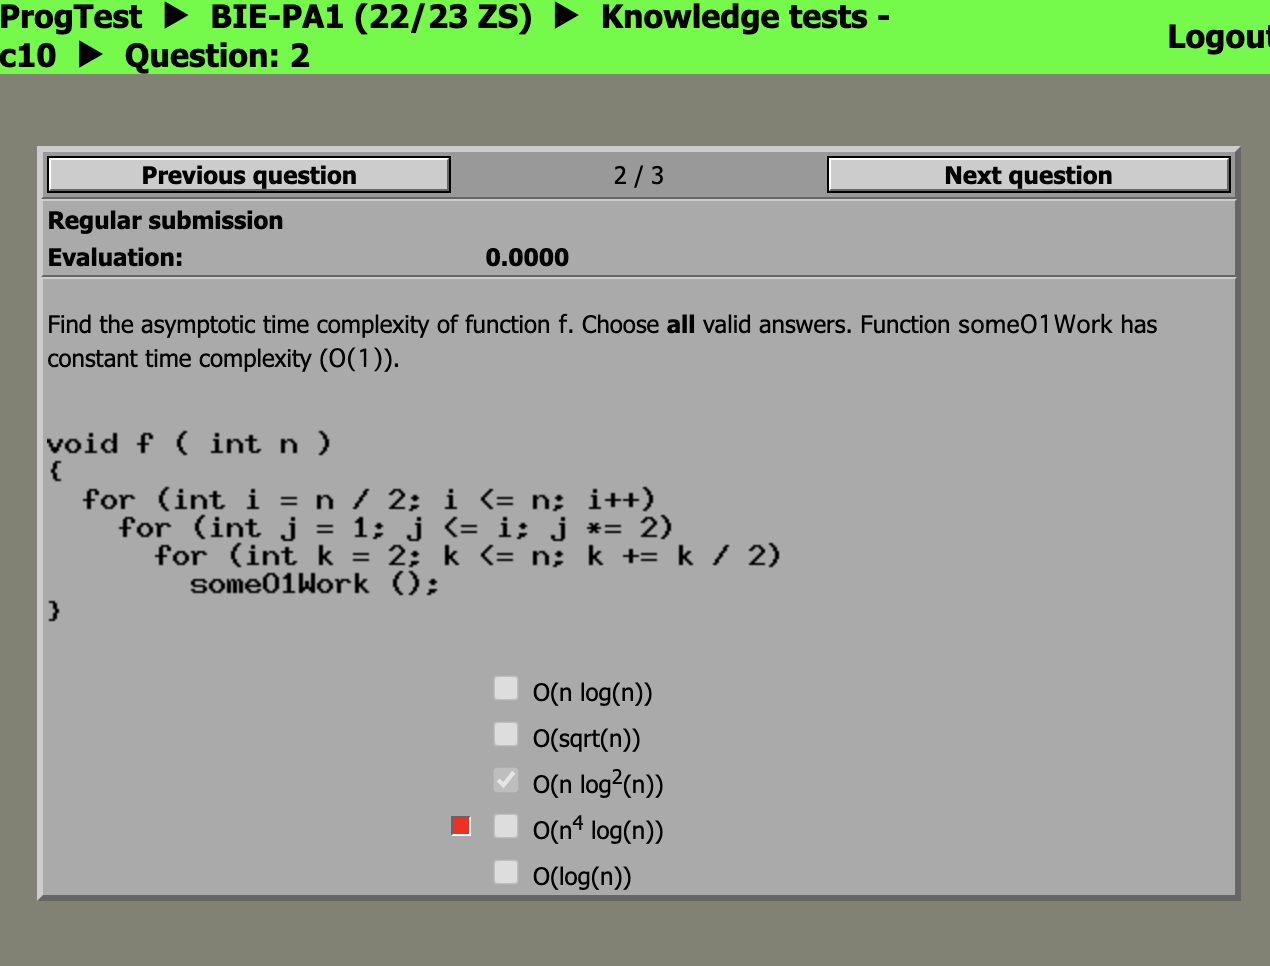 ProgTest ▶ BIE-PA1 (22/23 ZS) ▶ Knowledge tests -
c10 ▶ Question: 2
Logout
Previous question
2 / 3
Next question
Regular submission
Evaluation: 0.0000
Find the asymptotic time complexity of function f. Choose all valid answers. Function someO1Work has
constant time complexity (O(1)).
void f ( int n )
{
  for (int i = n / 2; i <= n; i++)
    for (int j = 1; j <= i; j *= 2)
      for (int k = 2; k <= n; k += k / 2)
        someO1Work ();
}
O(n log(n))
O(sqrt(n))
O(n log²(n))
O(n⁴ log(n))
O(log(n))